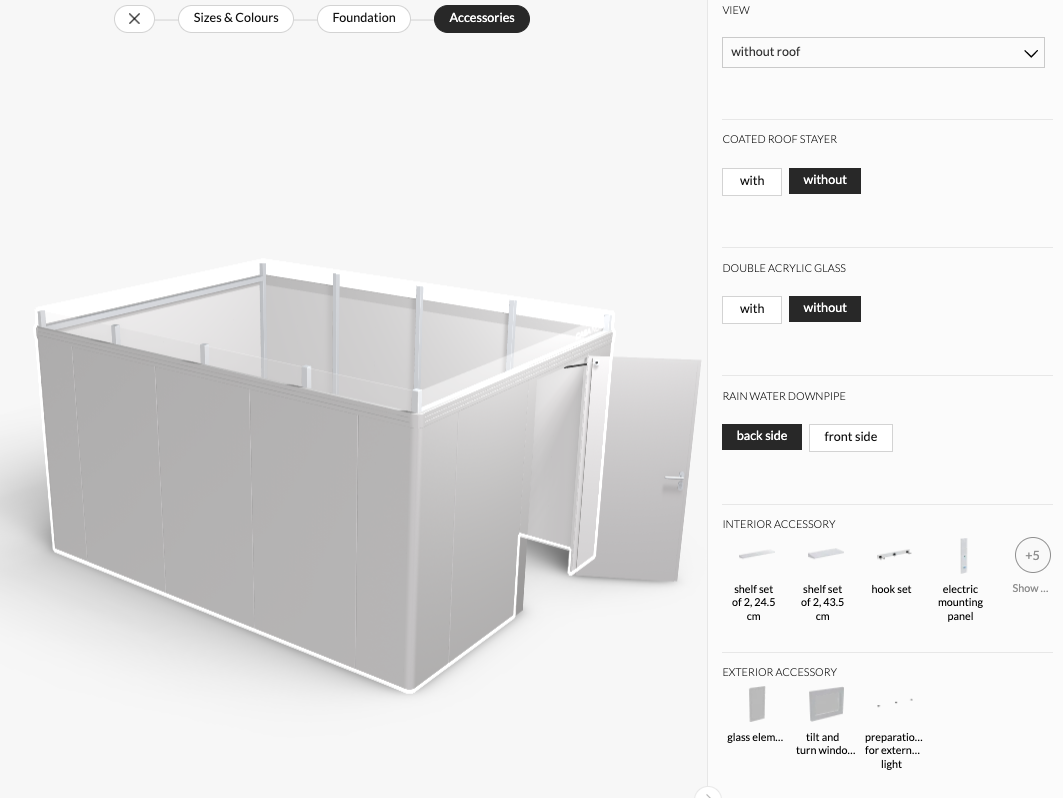 Sizes & Colours
Foundation
Accessories
VIEW
without roof
COATED ROOF STAYER
with
without
DOUBLE ACRYLIC GLASS
with
without
RAIN WATER DOWNPIPE
back side
front side
INTERIOR ACCESSORY
shelf set
of 2, 24.5
cm
shelf set
of 2, 43.5
cm
hook set
electric
mounting
panel
+5
Show ...
EXTERIOR ACCESSORY
glass elem...
tilt and
turn windo...
preparatio...
for extern...
light